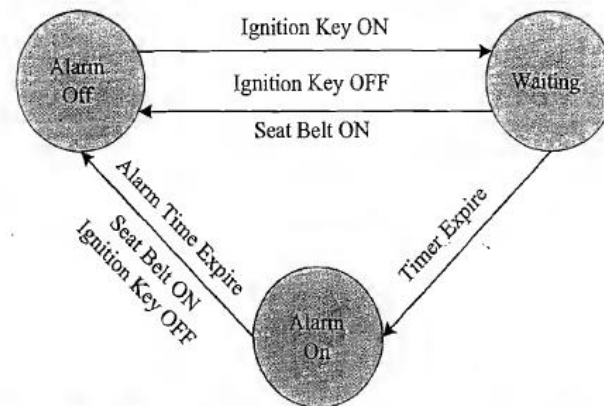 Ignition Key ON
Alarm
Off
Ignition Key OFF
Waiting
Seat Belt ON
Alarm Time Expire
Seat Belt ON
Ignition Key OFF
Timer Expire
Alarm
On